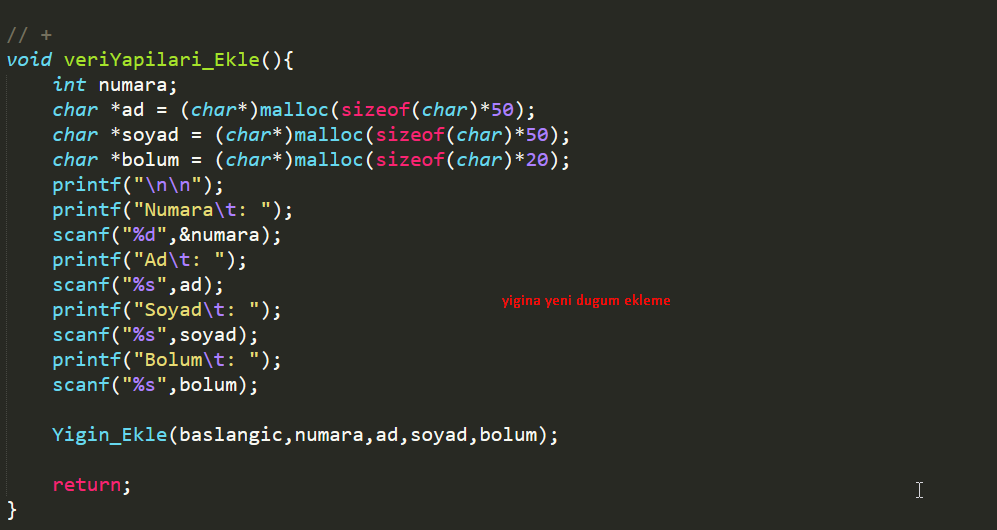 // +
void veriYapilari_Ekle(){
    int numara;
    char *ad = (char*)malloc(sizeof(char)*50);
    char *soyad = (char*)malloc(sizeof(char)*50);
    char *bolum = (char*)malloc(sizeof(char)*20);
    printf("\n\n");
    printf("Numara\t: ");
    scanf("%d",&numara);
    printf("Ad\t: ");
    scanf("%s",ad);
    printf("Soyad\t: ");
    scanf("%s",soyad);
    printf("Bolum\t: ");
    scanf("%s",bolum);
    Yigin_Ekle(baslangic,numara,ad,soyad,bolum);
    return;
}
yigina yeni dugum ekleme